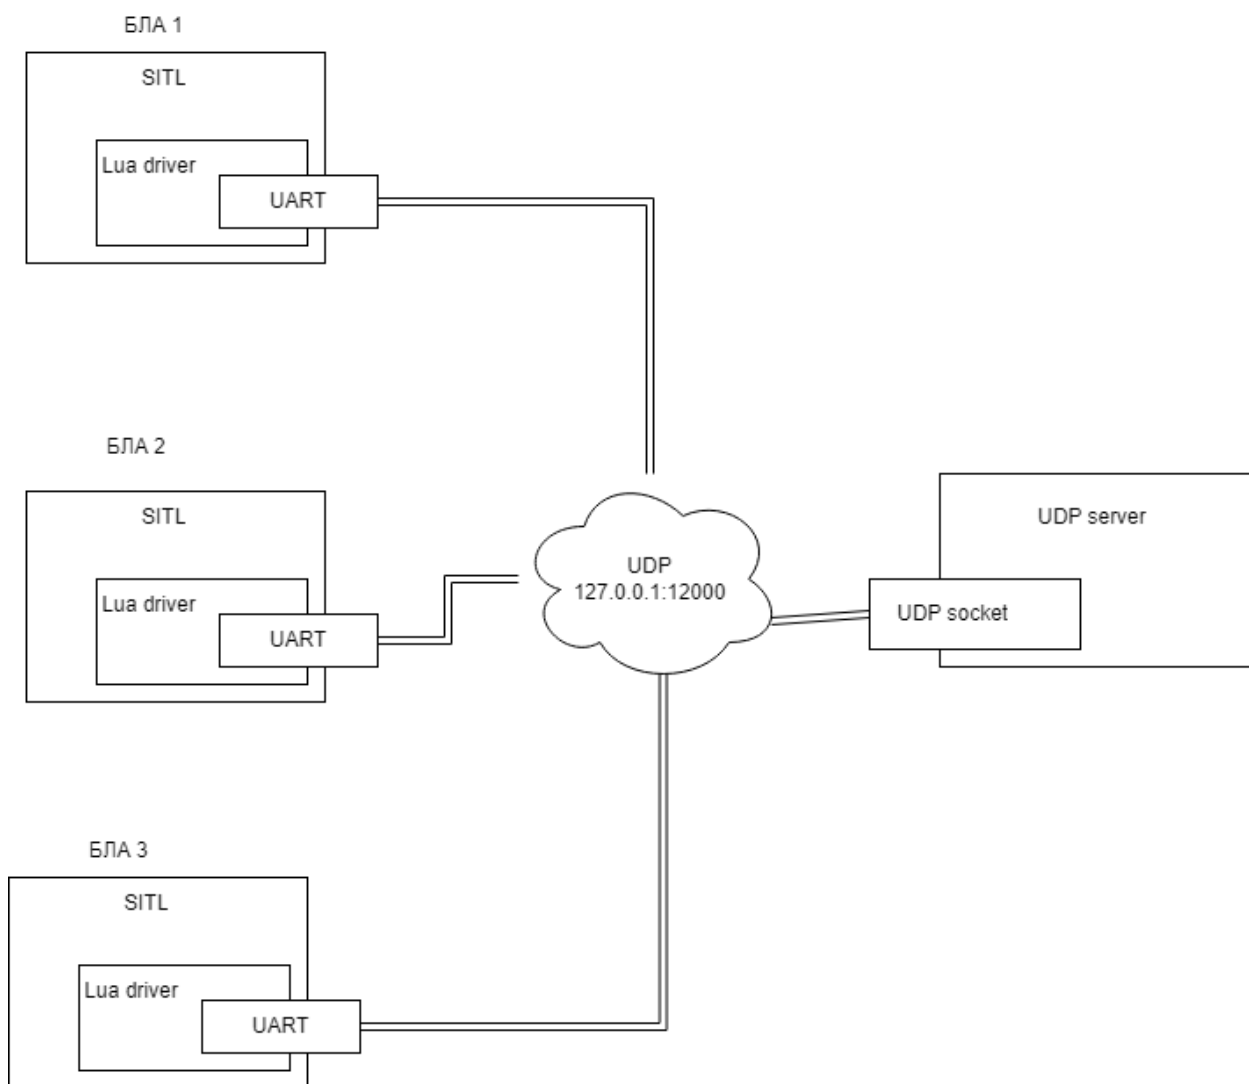 БЛА 1
SITL
Lua driver
UART
БЛА 2
SITL
Lua driver
UART
UDP
127.0.0.1:12000
UDP server
UDP socket
БЛА 3
SITL
Lua driver
UART